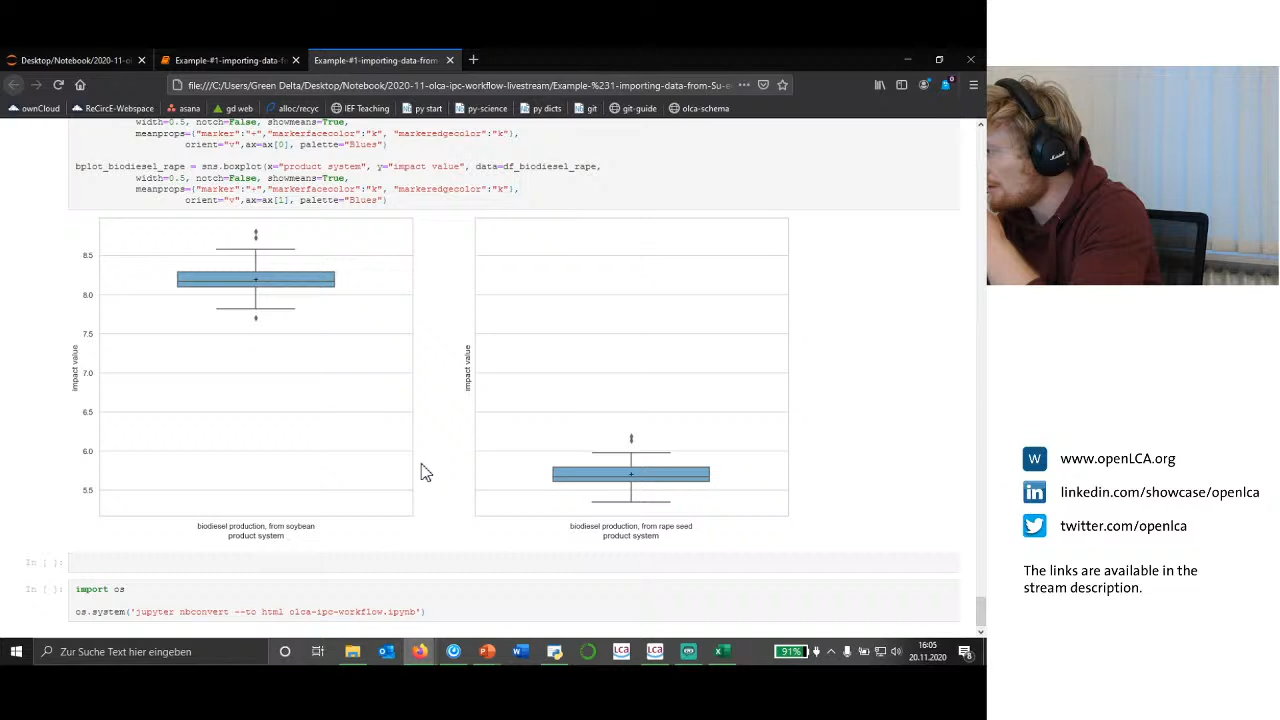 Desktop/Notebook/2020-11-ol
Example-#1-importing-data-f
Example-#1-importing-data-from
file:///C:/Users/Green Delta/Desktop/Notebook/2020-11-olca-ipc-workflow-livestream/Example-%231-importing-data-from-Su-e
ownCloud
ReCircE-Webspace
asana
gd web
alloc/recyc
IEF Teaching
py start
py-science
py dicts
git
git-guide
olca-schema
width=0.5, notch=False, showmeans=True,
meanprops={"marker":"+","markerfacecolor":"k", "markeredgecolor":"k"},
orient="v",ax=ax[0], palette="Blues")
bplot_biodiesel_rape = sns.boxplot(x="product system", y="impact value", data=df_biodiesel_rape,
width=0.5, notch=False, showmeans=True,
meanprops={"marker":"+","markerfacecolor":"k", "markeredgecolor":"k"},
orient="v",ax=ax[1], palette="Blues")
8.5
8.0
7.5
7.0
6.5
6.0
5.5
impact value
biodiesel production, from soybean
product system
impact value
biodiesel production, from rape seed
product system
In [ ]:
In [ ]:
import os
os.system('jupyter nbconvert --to html olca-ipc-workflow.ipynb')
Zur Suche Text hier eingeben
91%
16:05
20.11.2020
8
Marshall
www.openLCA.org
linkedin.com/showcase/openlca
twitter.com/openlca
The links are available in the
stream description.